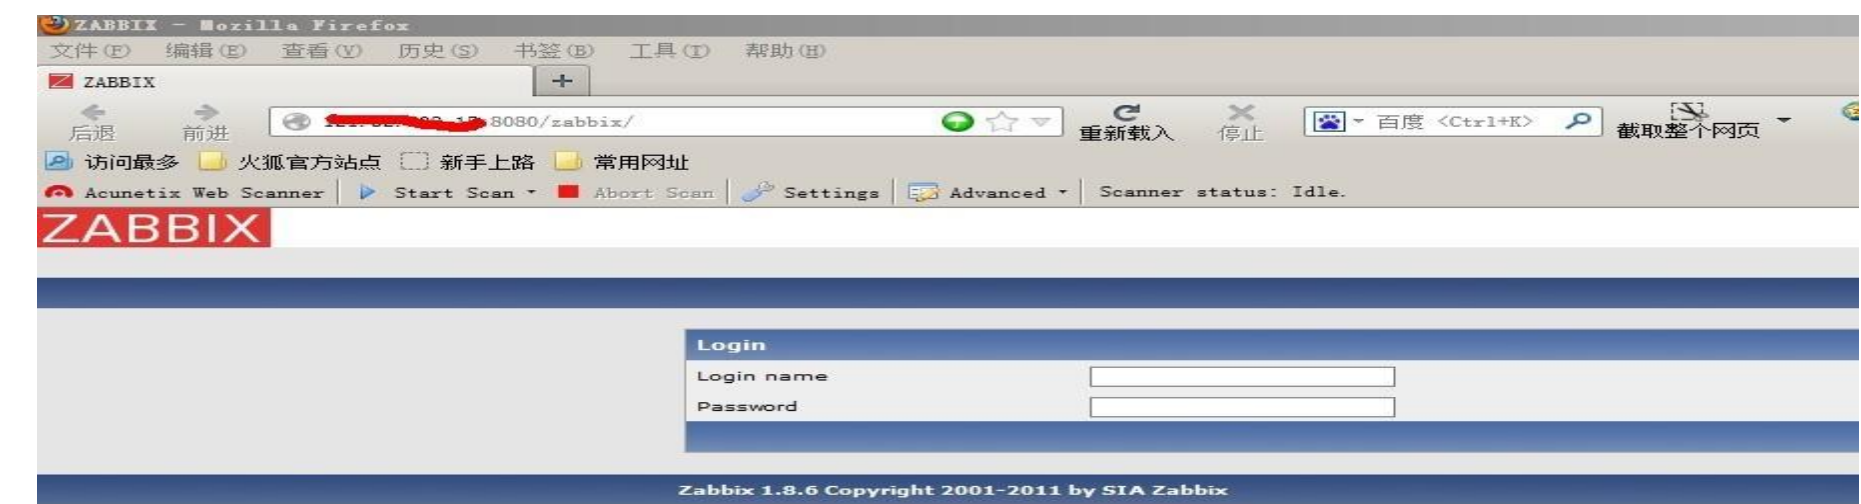 ZABBIX - Mozilla Firefox
文件(F) 编辑(E) 查看(V) 历史(S) 书签(B) 工具(T) 帮助(H)
ZABBIX
后退 前进 :8080/zabbix/ 重新载入 停止 百度 <Ctrl+K> 截取整个网页
访问最多 火狐官方站点 新手上路 常用网址
Acunetix Web Scanner Start Scan Abort Scan Settings Advanced Scanner status: Idle.
ZABBIX
Login
Login name
Password
Zabbix 1.8.6 Copyright 2001-2011 by SIA Zabbix